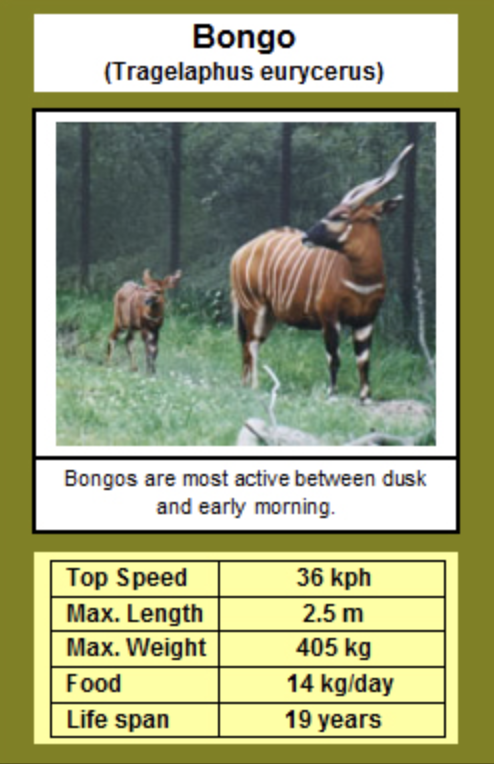 Bongo
(Tragelaphus eurycerus)
Bongos are most active between dusk
and early morning.
Top Speed 36 kph
Max. Length 2.5 m
Max. Weight 405 kg
Food 14 kg/day
Life span 19 years